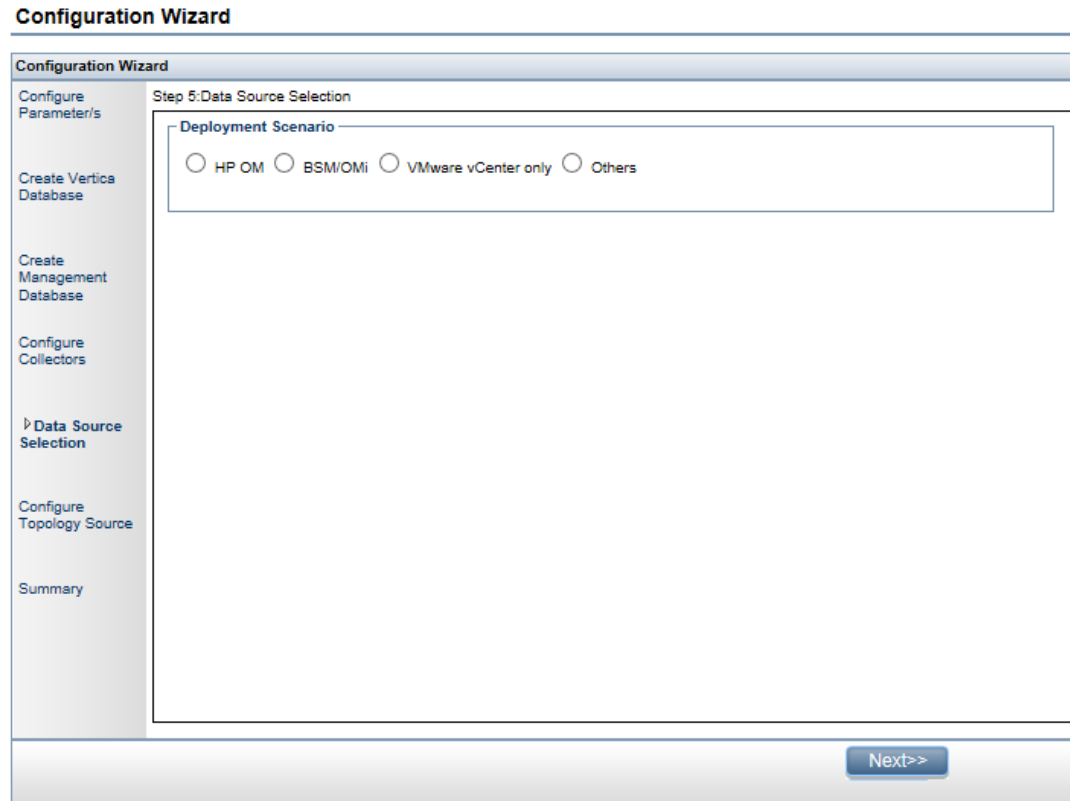 Configuration Wizard
Configuration Wizard
Configure
Parameter/s
Create Vertica
Database
Create
Management
Database
Configure
Collectors
Data Source
Selection
Configure
Topology Source
Summary
Step 5:Data Source Selection
Deployment Scenario
HP OM BSM/OMi VMware vCenter only Others
Next>>